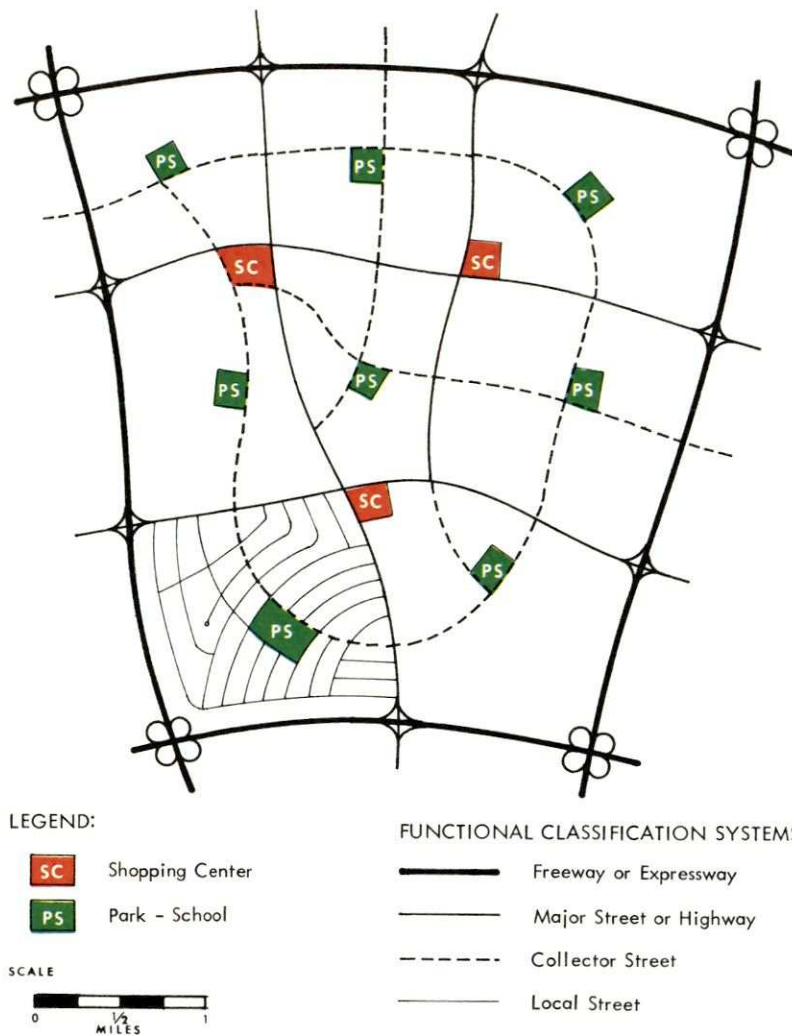 PS
PS
PS
SC
SC
PS
PS
PS
SC
PS
PS
LEGEND:
SC Shopping Center
PS Park - School
SCALE
0 1/2 1
MILES
FUNCTIONAL CLASSIFICATION SYSTEMS
Freeway or Expressway
Major Street or Highway
Collector Street
Local Street